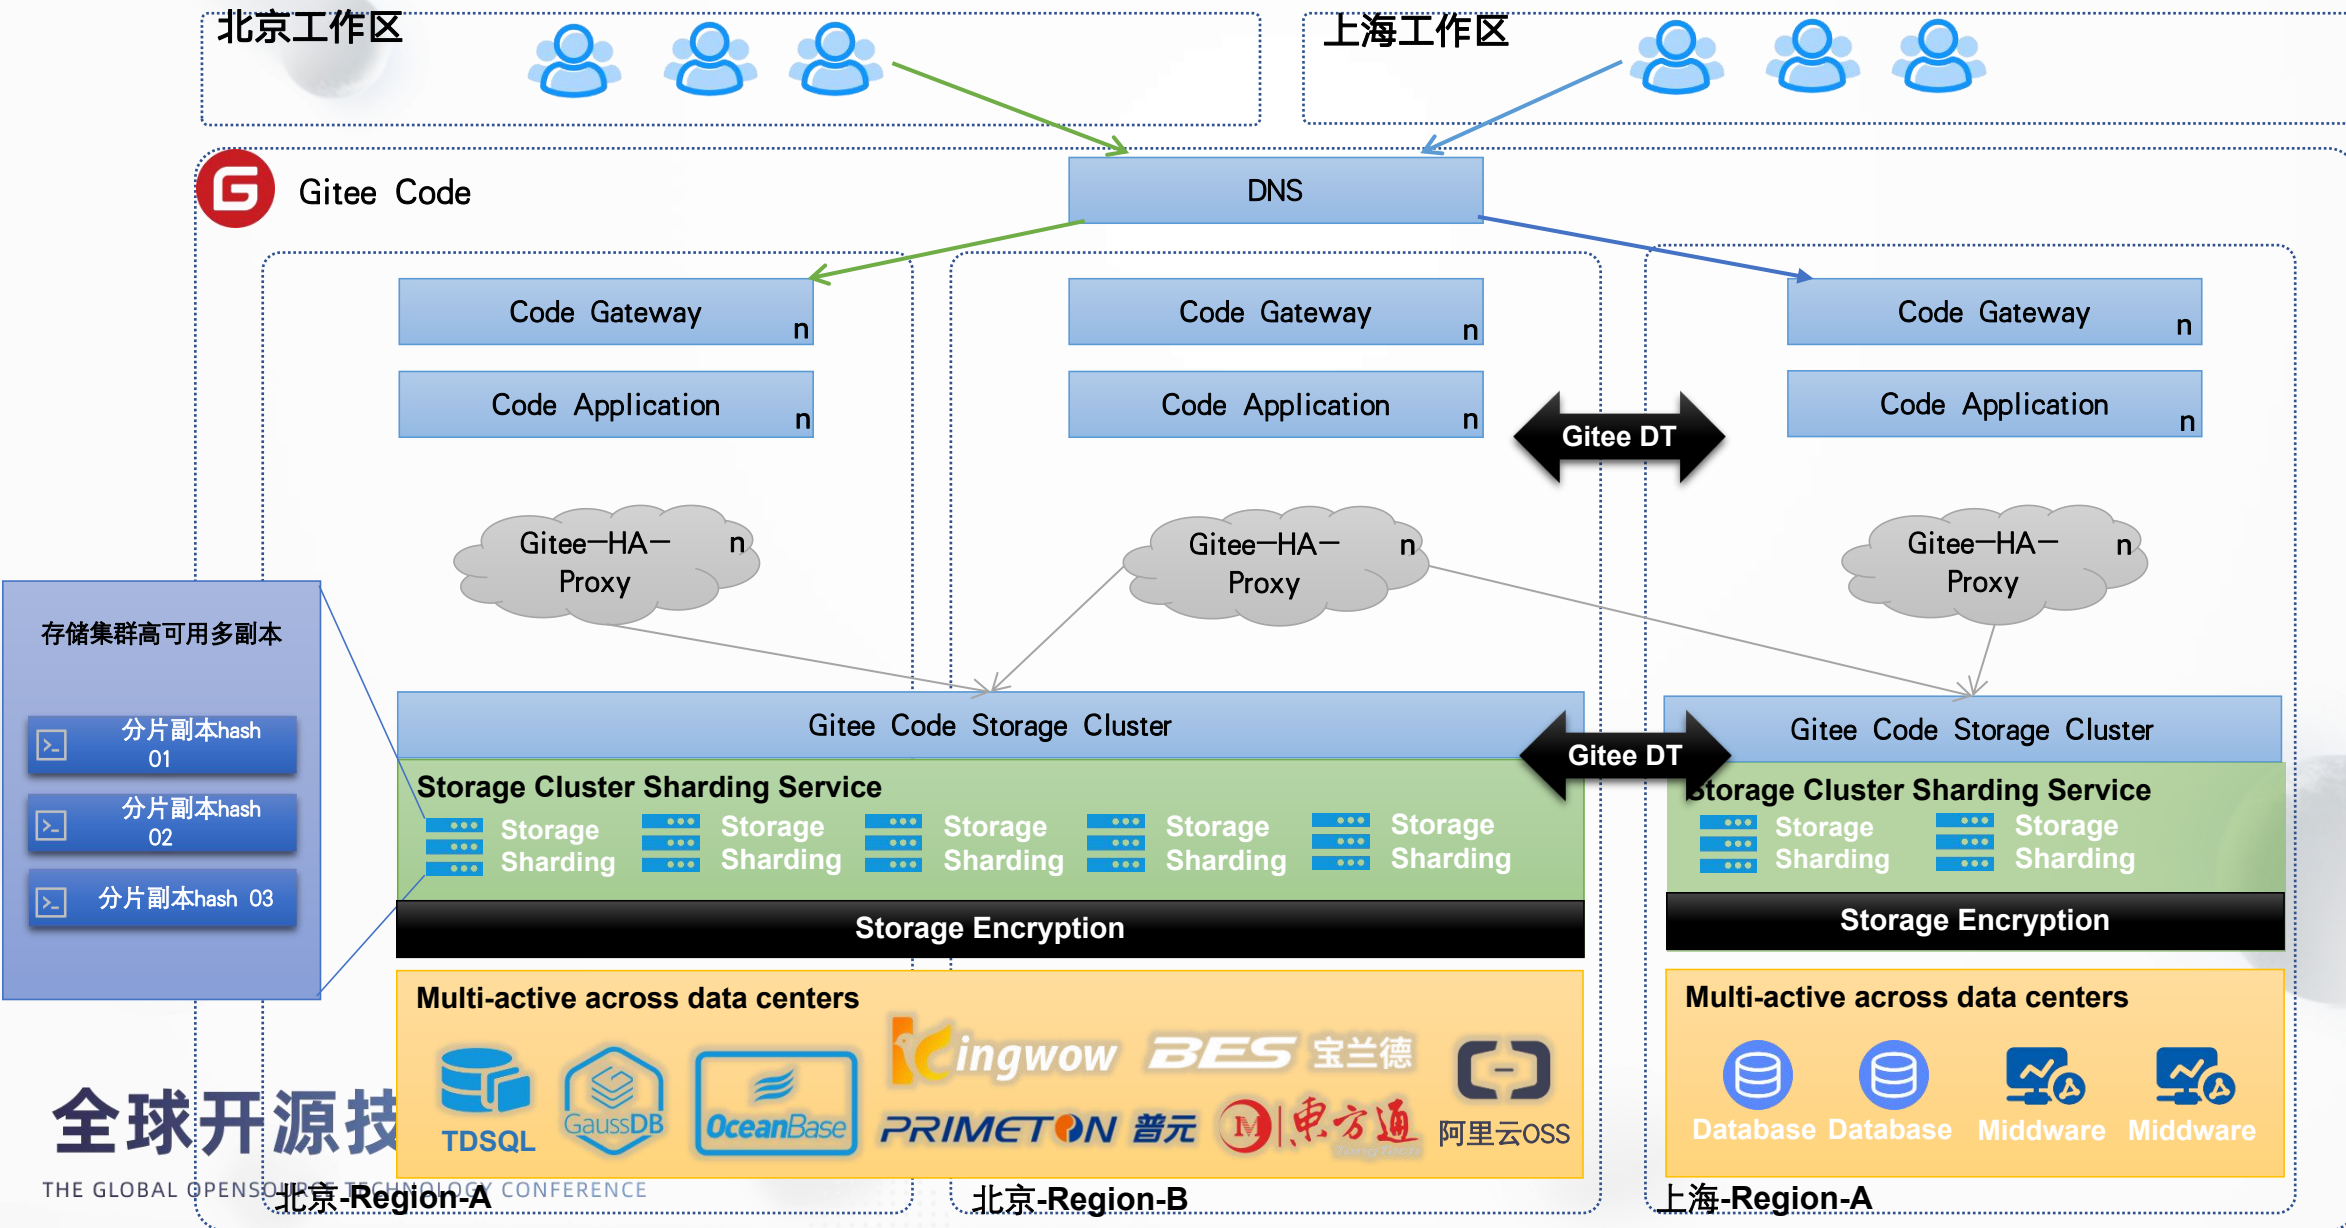 北京工作区
上海工作区
Gitee Code
DNS
Code Gateway
n
Code Gateway
n
Code Gateway
n
Code Application
n
Code Application
n
Code Application
n
Gitee DT
Gitee-HA-
Proxy
n
Gitee-HA-
Proxy
n
Gitee-HA-
Proxy
n
存储集群高可用多副本
分片副本hash
01
分片副本hash
02
分片副本hash 03
Gitee Code Storage Cluster
Gitee DT
Gitee Code Storage Cluster
Storage Cluster Sharding Service
Storage
Sharding
Storage
Sharding
Storage
Sharding
Storage
Sharding
Storage
Sharding
Storage Cluster Sharding Service
Storage
Sharding
Storage
Sharding
Storage Encryption
Storage Encryption
Multi-active across data centers
TDSQL
GaussDB
OceanBase
Kingwow
BES 宝兰德
PRIMETON 普元
東方通
阿里云OSS
Multi-active across data centers
Database
Database
Middware
Middware
全球开源技
THE GLOBAL OPENSOURCE TECHNOLOGY CONFERENCE
北京-Region-A
北京-Region-B
上海-Region-A